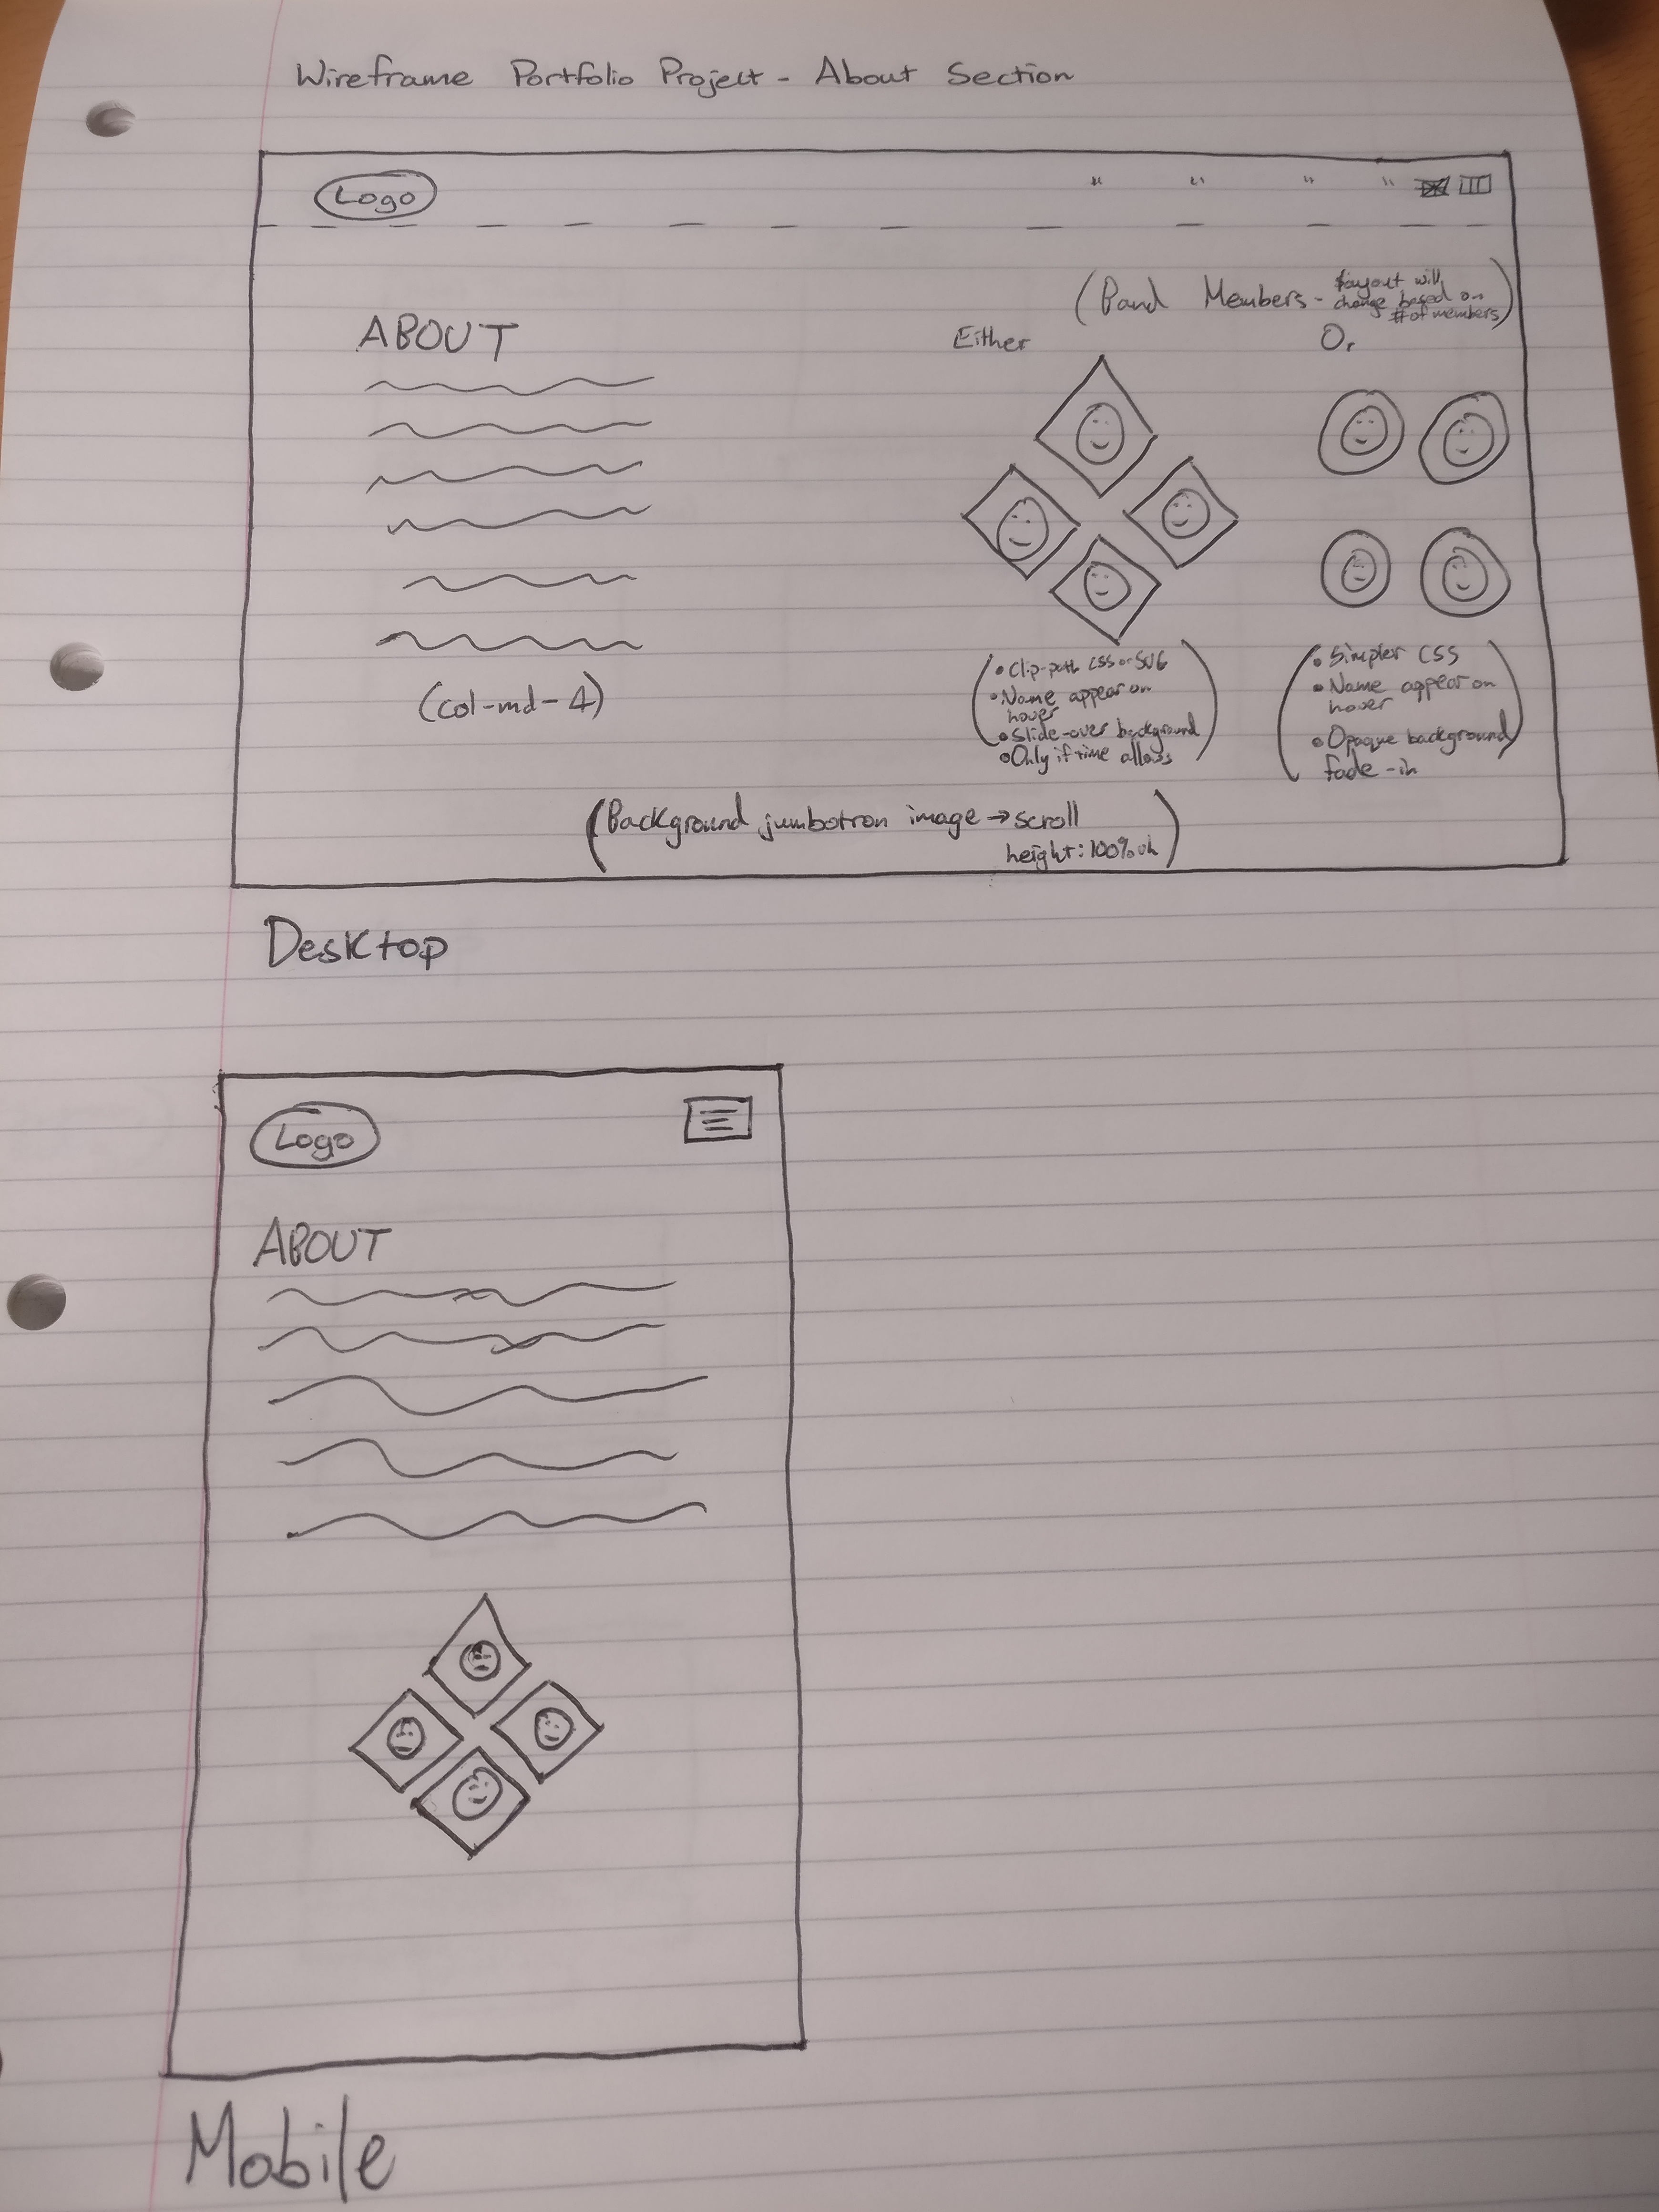 Wireframe Portfolio Project - About Section
Logo
" " " "
(Band Members - Layout will
change based on
# of members)
ABOUT
Either
Or
(col-md-4)
(• Clip-path CSS or SVG
• Name appear on
hover
• Slide-over background
• Only if time allows)
(• Simpler CSS
• Name appear on
hover
• Opaque background)
fade-in
(Background jumbotron image → scroll
height: 100% vh)
Desktop
Logo
ABOUT
Mobile